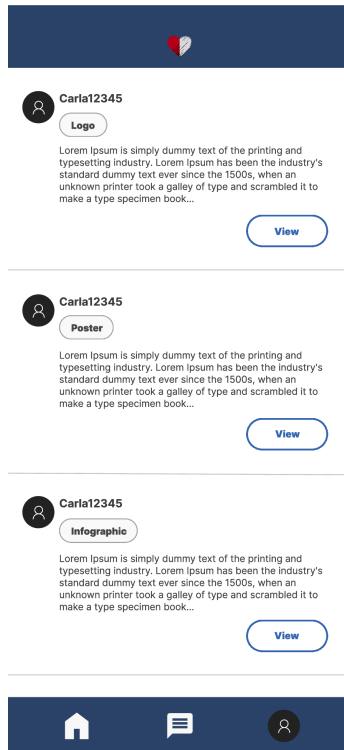 Carla12345
Logo
Lorem Ipsum is simply dummy text of the printing and
typesetting industry. Lorem Ipsum has been the industry's
standard dummy text ever since the 1500s, when an
unknown printer took a galley of type and scrambled it to
make a type specimen book...
View
Carla12345
Poster
Lorem Ipsum is simply dummy text of the printing and
typesetting industry. Lorem Ipsum has been the industry's
standard dummy text ever since the 1500s, when an
unknown printer took a galley of type and scrambled it to
make a type specimen book...
View
Carla12345
Infographic
Lorem Ipsum is simply dummy text of the printing and
typesetting industry. Lorem Ipsum has been the industry's
standard dummy text ever since the 1500s, when an
unknown printer took a galley of type and scrambled it to
make a type specimen book...
View